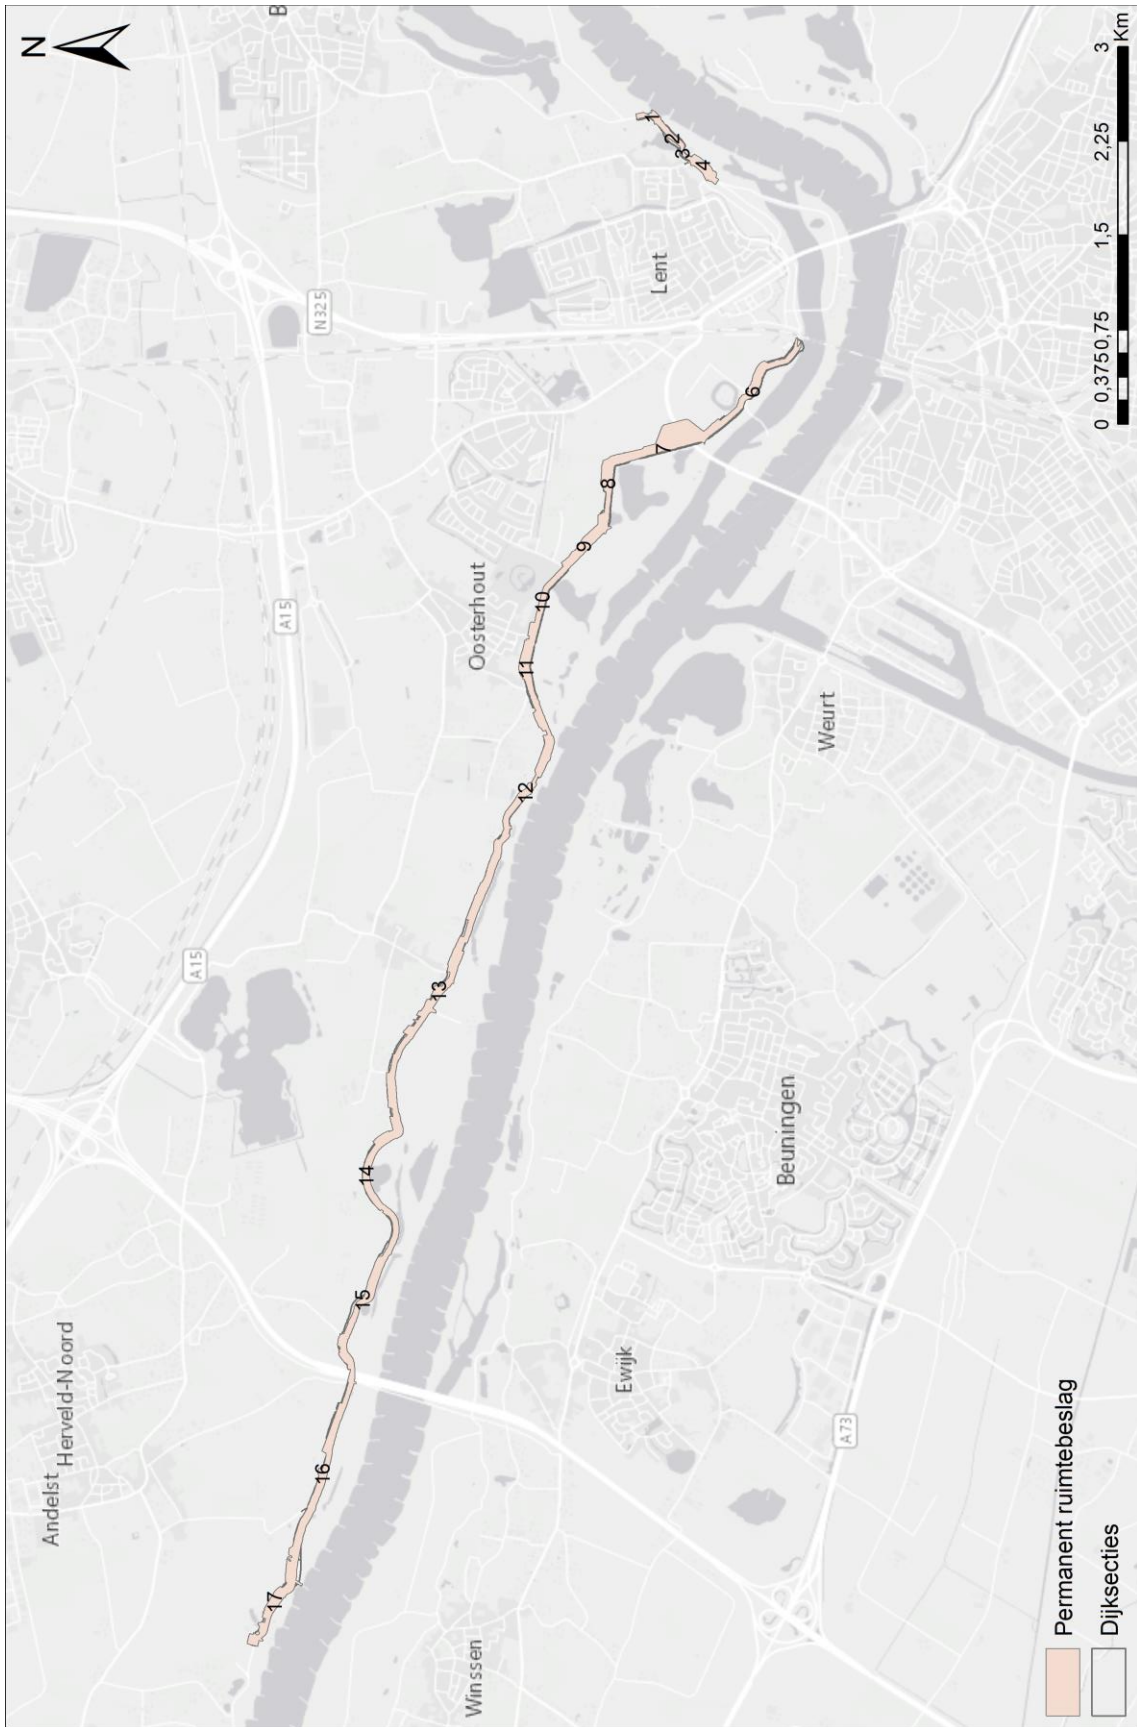 N
B
1
2
3
4
Lent
N325
6
7
8
9
10
Oosterhout
11
A15
12
Weurt
A15
13
14
Beuningen
15
Herveld-Noord
Andelst
Ewijk
16
A73
17
Winssen
Permanent ruimtebeslag
Dijksecties
0 0,3750,75 1,5 2,25 3
Km